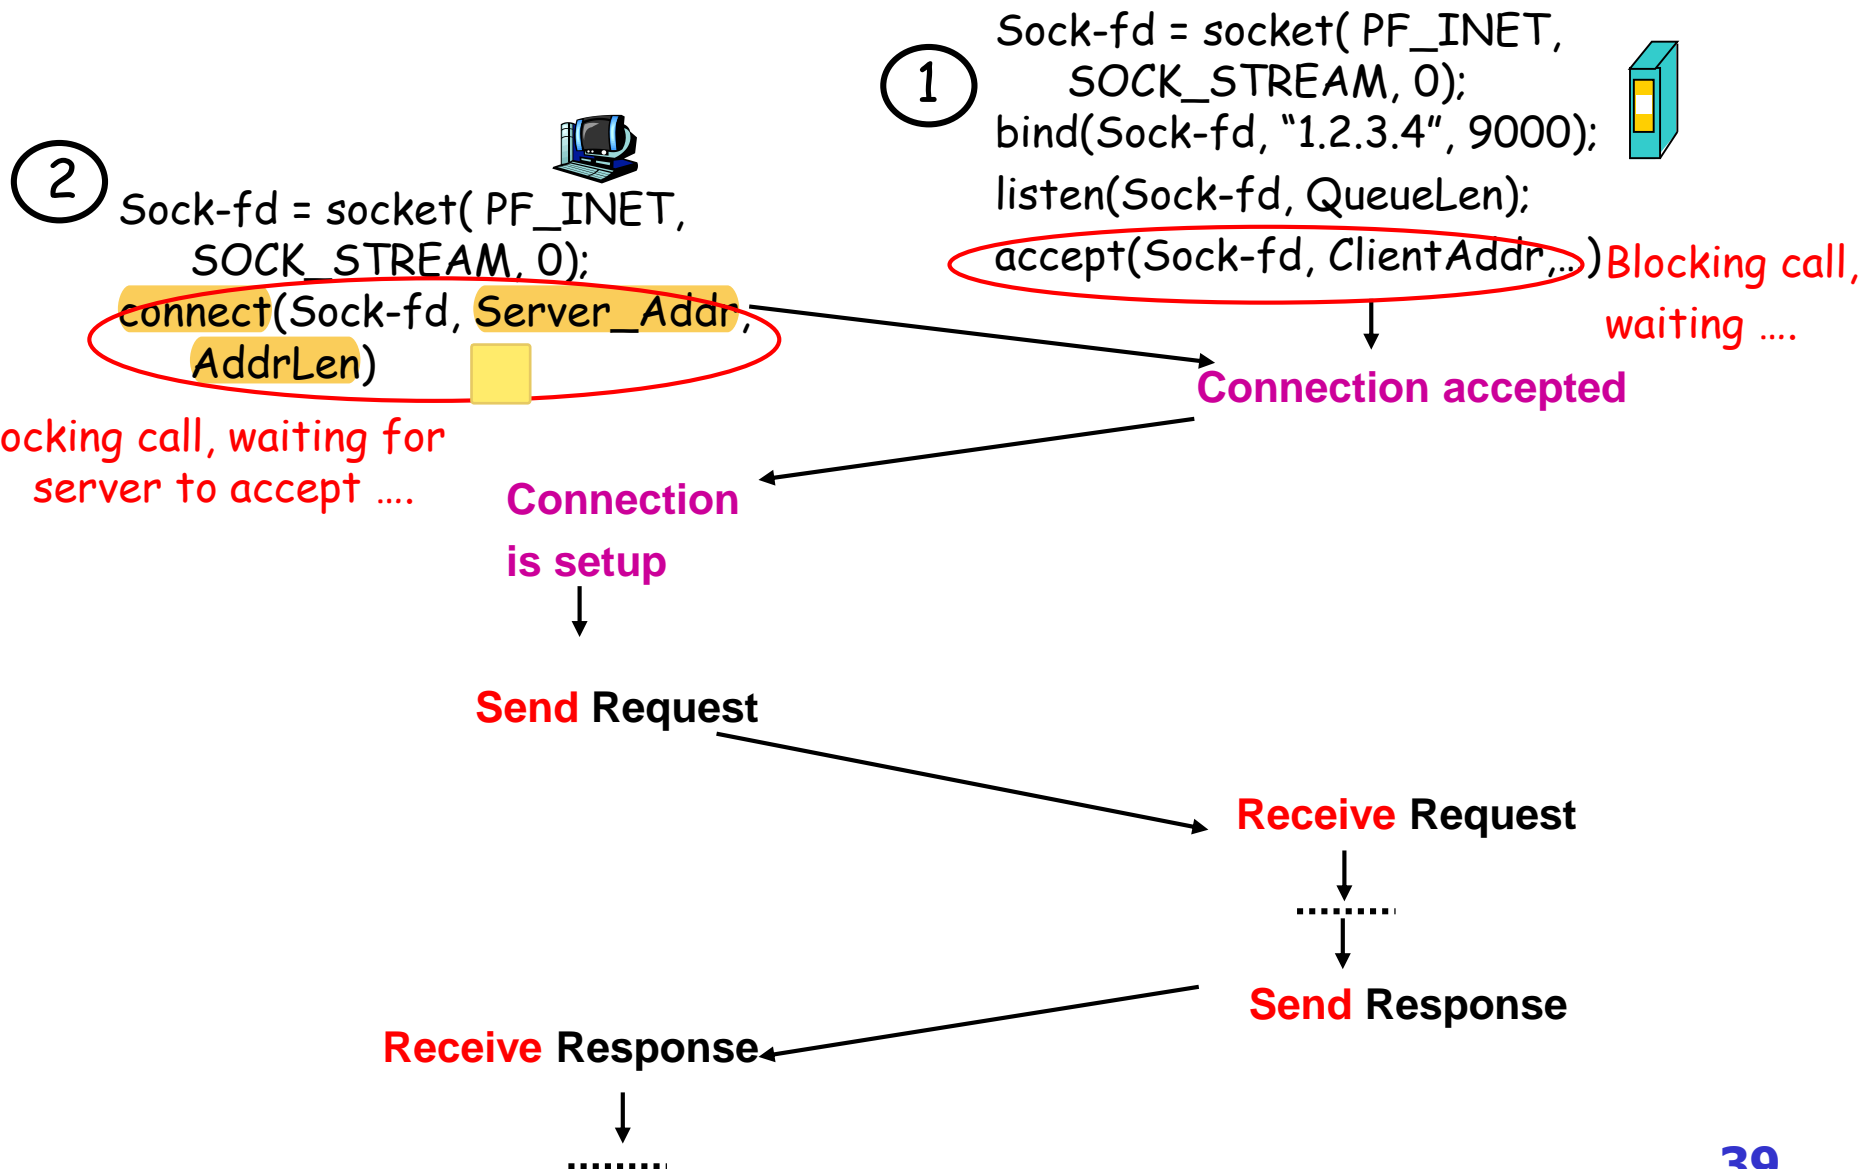 1
Sock-fd = socket( PF_INET,
SOCK_STREAM, 0);
bind(Sock-fd, “1.2.3.4”, 9000);
listen(Sock-fd, QueueLen);
accept(Sock-fd, ClientAddr,..)
Blocking call,
waiting ....
2
Sock-fd = socket( PF_INET,
SOCK_STREAM, 0);
connect(Sock-fd, Server_Addr,
AddrLen)
ocking call, waiting for
server to accept ....
Connection accepted
Connection
is setup
Send Request
Receive Request
Send Response
Receive Response
39